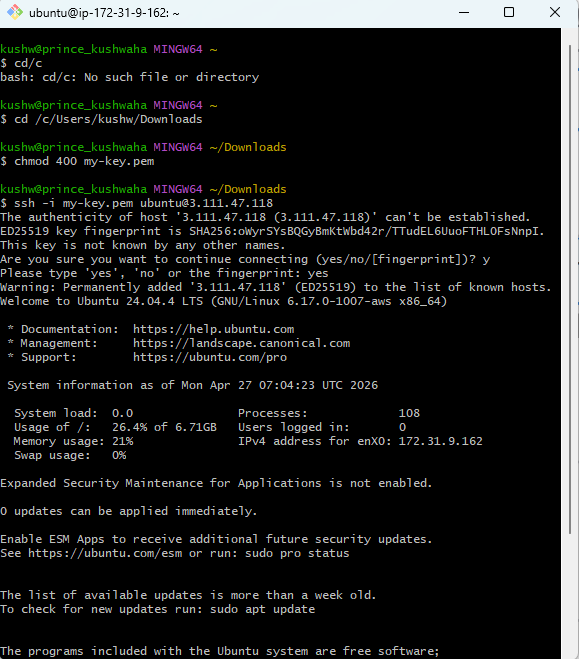 ubuntu@ip-172-31-9-162: ~
kushw@prince_kushwaha MINGW64 ~
$ cd/c
bash: cd/c: No such file or directory
kushw@prince_kushwaha MINGW64 ~
$ cd /c/Users/kushw/Downloads
kushw@prince_kushwaha MINGW64 ~/Downloads
$ chmod 400 my-key.pem
kushw@prince_kushwaha MINGW64 ~/Downloads
$ ssh -i my-key.pem ubuntu@3.111.47.118
The authenticity of host '3.111.47.118 (3.111.47.118)' can't be established.
ED25519 key fingerprint is SHA256:oWyrSYsBQGyBmKtWbd42r/TTudEL6UuoFTHLOFsNnpI.
This key is not known by any other names.
Are you sure you want to continue connecting (yes/no/[fingerprint])? y
Please type 'yes', 'no' or the fingerprint: yes
Warning: Permanently added '3.111.47.118' (ED25519) to the list of known hosts.
Welcome to Ubuntu 24.04.4 LTS (GNU/Linux 6.17.0-1007-aws x86_64)
* Documentation:  https://help.ubuntu.com
* Management:     https://landscape.canonical.com
* Support:        https://ubuntu.com/pro
System information as of Mon Apr 27 07:04:23 UTC 2026
System load:  0.0               Processes:             108
Usage of /:   26.4% of 6.71GB   Users logged in:       0
Memory usage: 21%               IPv4 address for enX0: 172.31.9.162
Swap usage:   0%
Expanded Security Maintenance for Applications is not enabled.
0 updates can be applied immediately.
Enable ESM Apps to receive additional future security updates.
See https://ubuntu.com/esm or run: sudo pro status
The list of available updates is more than a week old.
To check for new updates run: sudo apt update
The programs included with the Ubuntu system are free software;